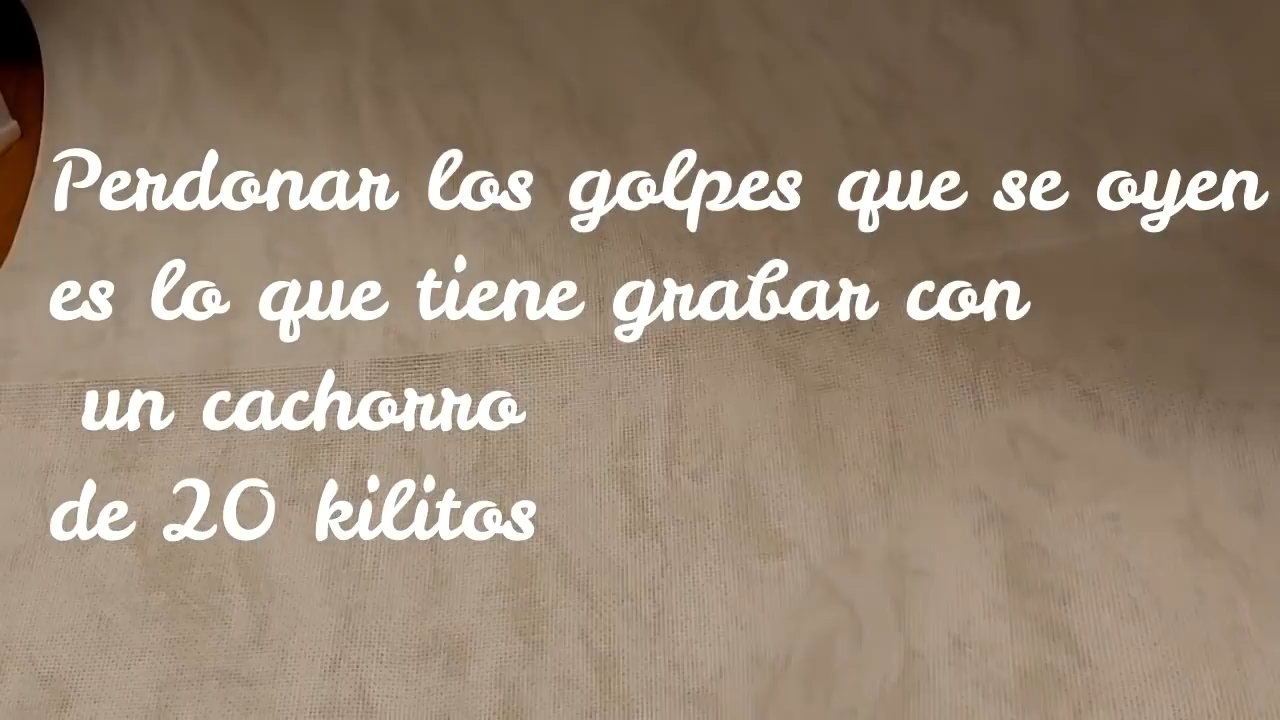 Perdonar los golpes que se oyen
es lo que tiene grabar con
un cachorro
de 20 kilitos